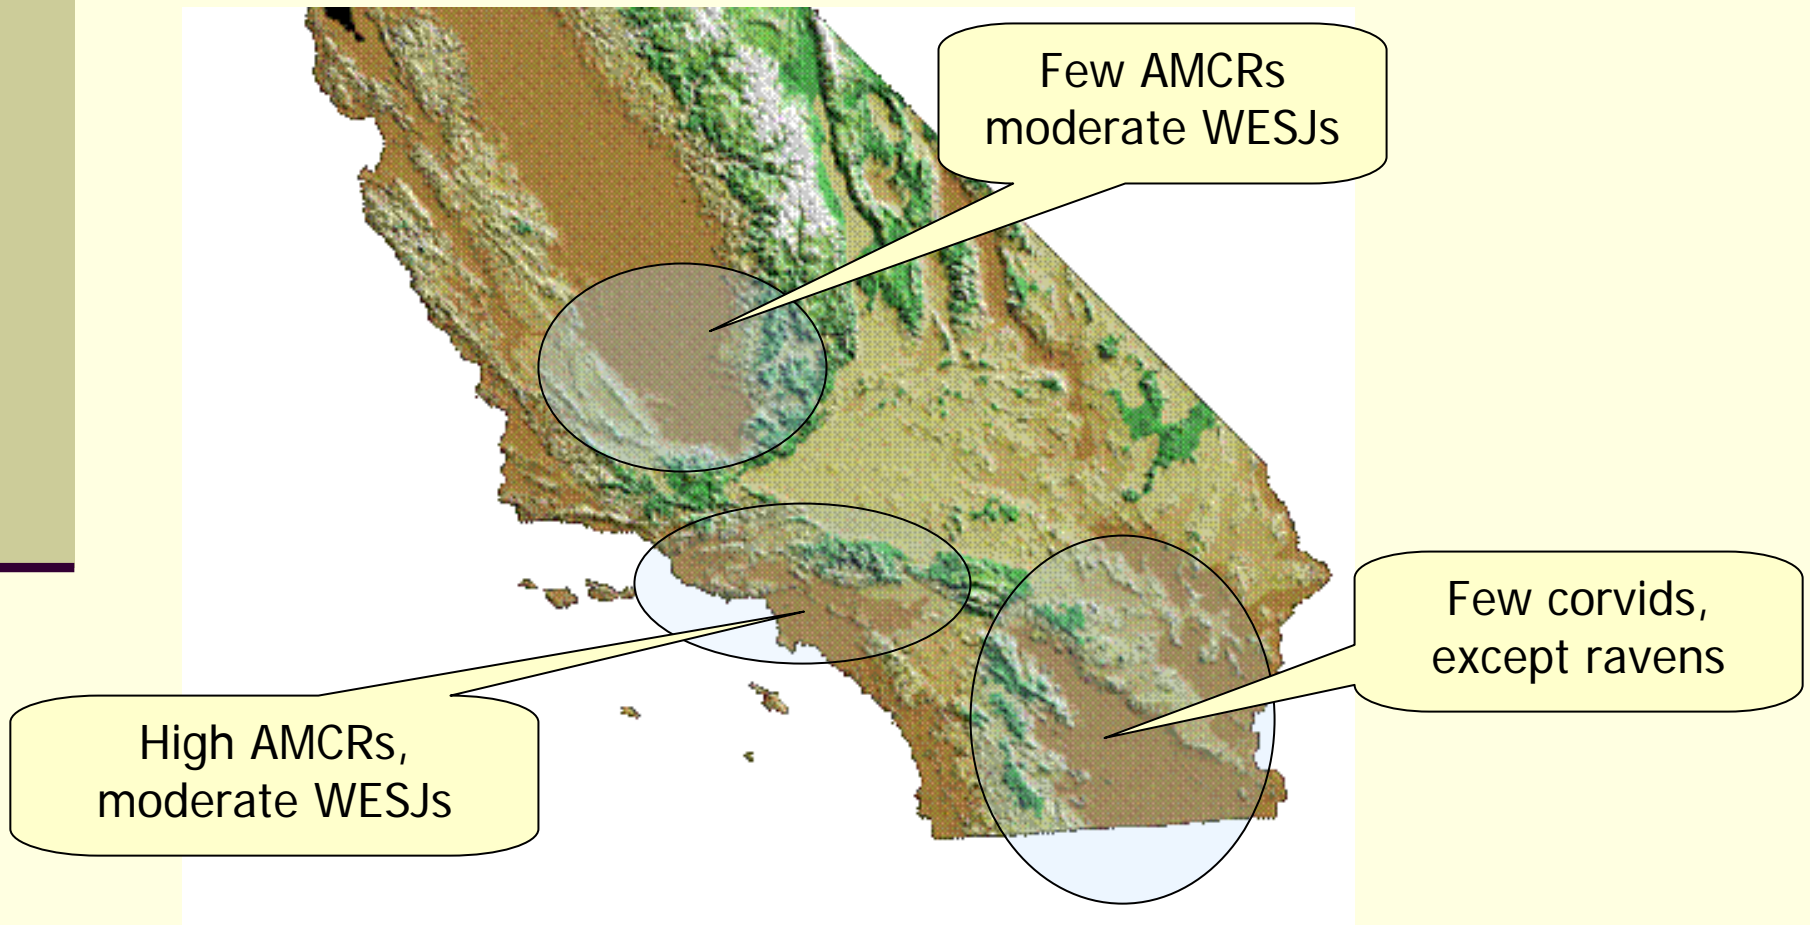 Few AMCRs
moderate WESJs
Few corvids,
except ravens
High AMCRs,
moderate WESJs